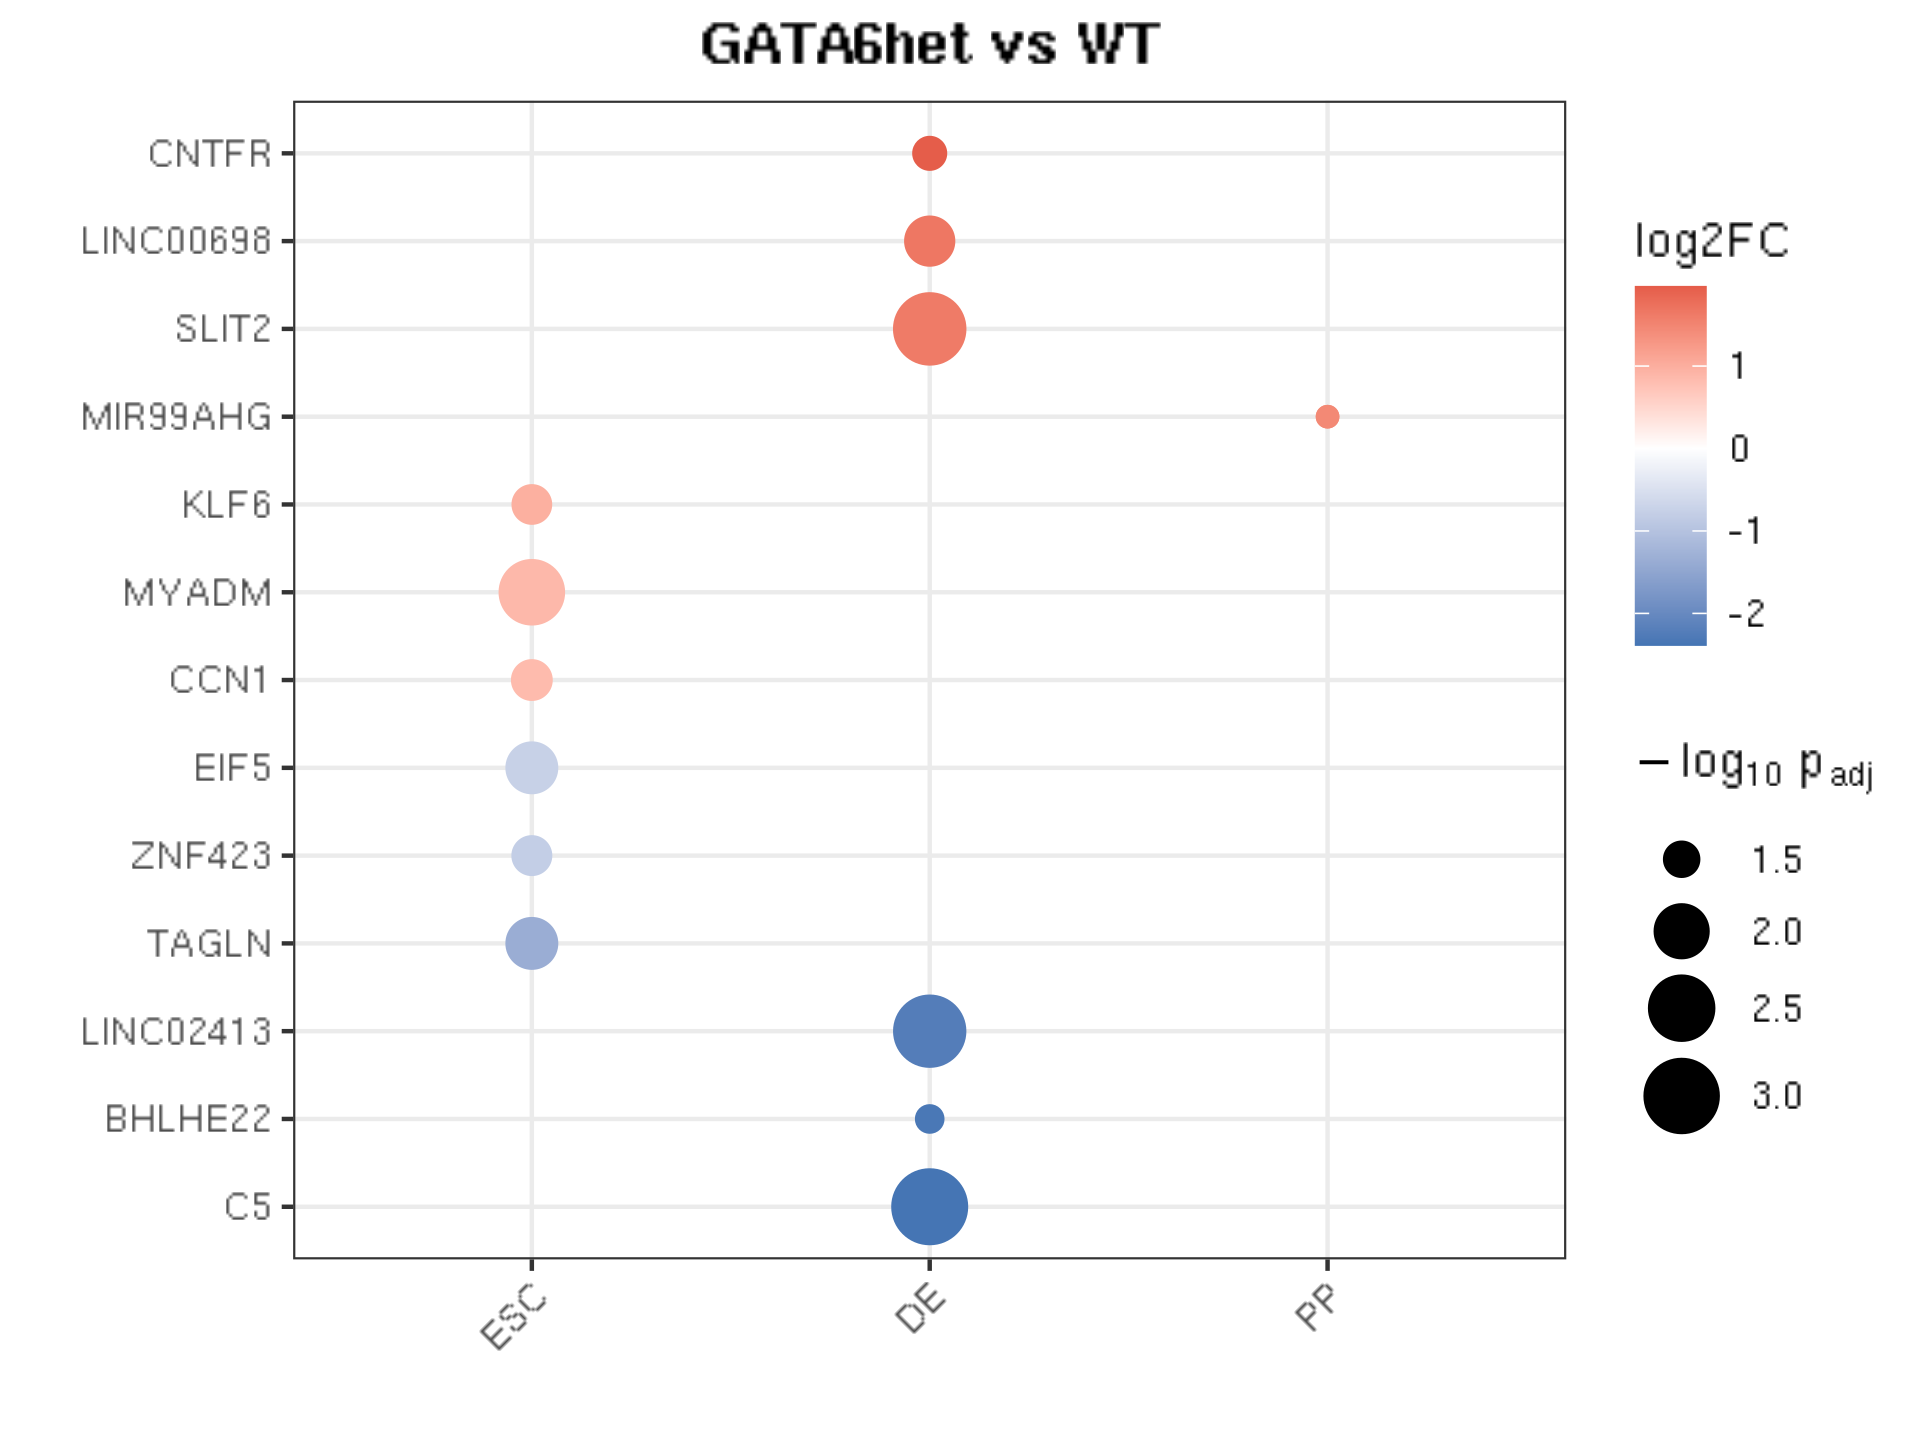 GATA6het vs WT
CNTFR
LINC00698
SLIT2
MIR99AHG
KLF6
MYADM
CCN1
EIF5
ZNF423
TAGLN
LINC02413
BHLHE22
C5
ESC
DE
PP
log2FC
1
0
-1
-2
−log10 p adj
1.5
2.0
2.5
3.0